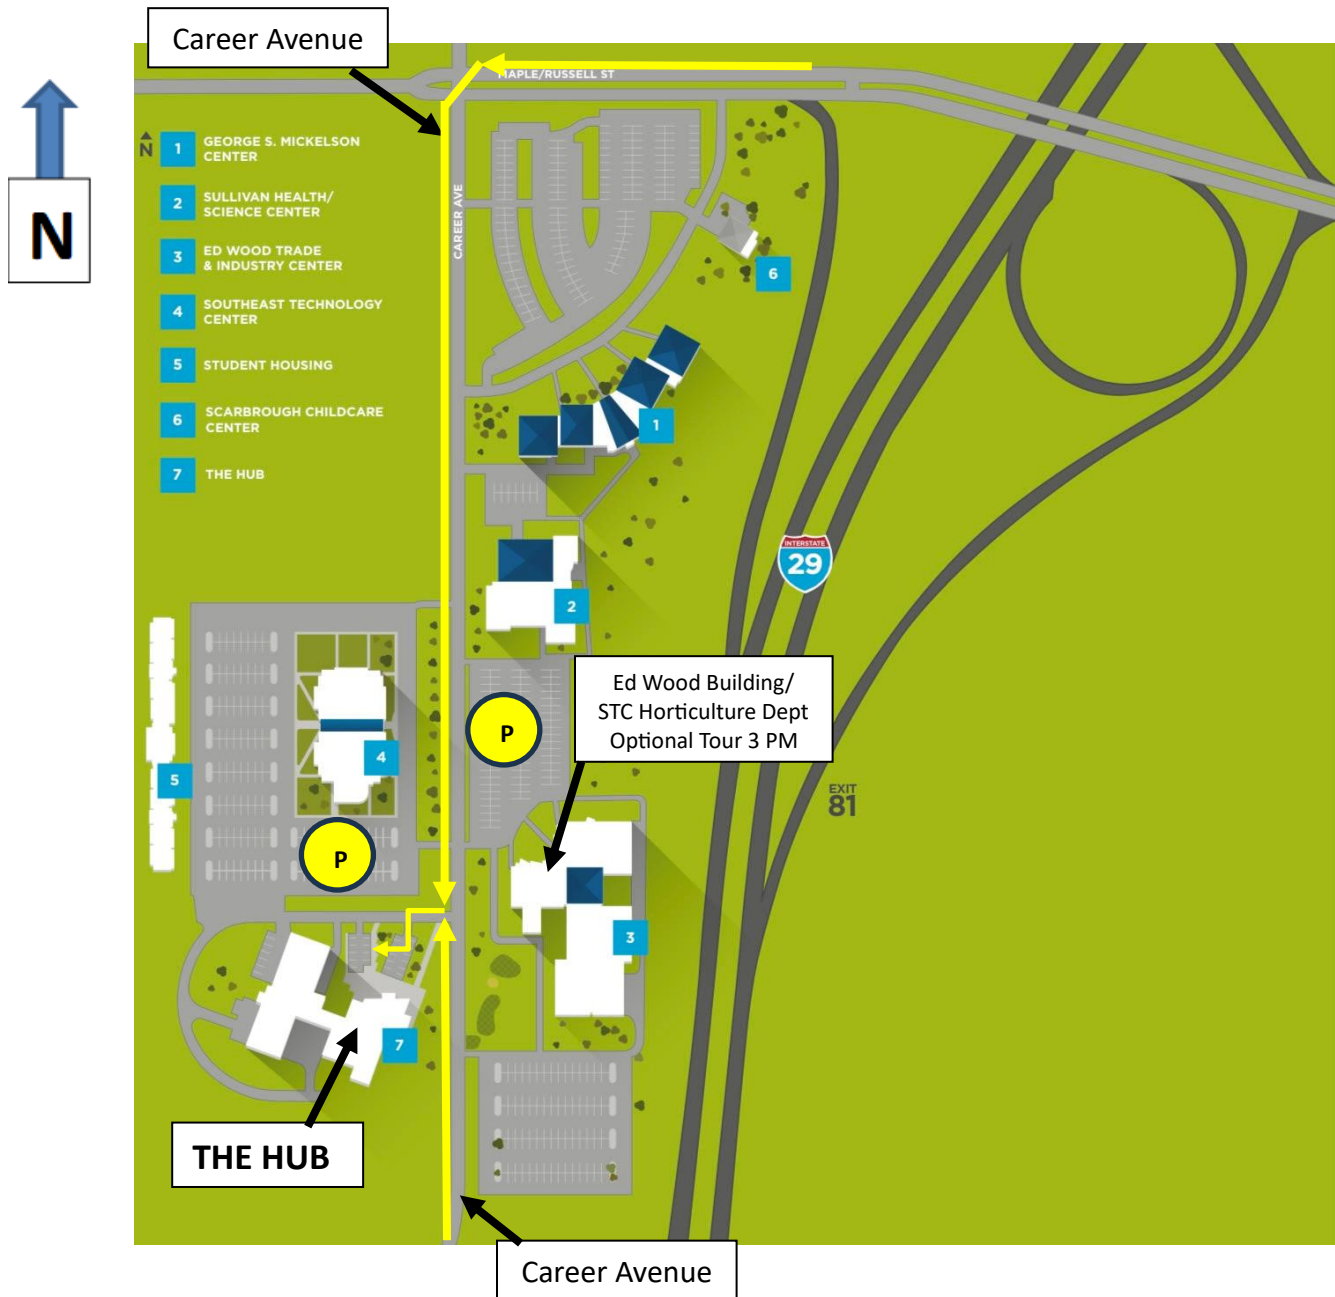 Career Avenue
MAPLE/RUSSELL ST
N
N
1
GEORGE S. MICKELSON
CENTER
2
SULLIVAN HEALTH/
SCIENCE CENTER
3
ED WOOD TRADE
& INDUSTRY CENTER
4
SOUTHEAST TECHNOLOGY
CENTER
5
STUDENT HOUSING
6
SCARBROUGH CHILDCARE
CENTER
7
THE HUB
CAREER AVE
6
1
INTERSTATE
29
2
Ed Wood Building/
STC Horticulture Dept
Optional Tour 3 PM
P
4
5
EXIT
81
P
3
7
THE HUB
Career Avenue